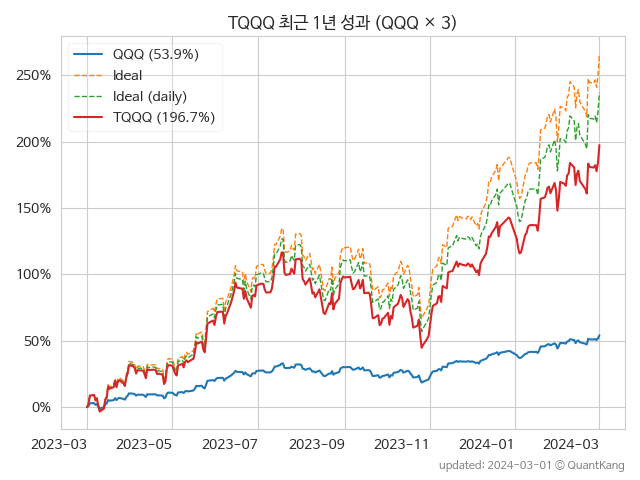 TQQQ 최근 1년 성과 (QQQ × 3)
QQQ (53.9%)
Ideal
Ideal (daily)
TQQQ (196.7%)
250%
200%
150%
100%
50%
0%
2023-03 2023-05 2023-07 2023-09 2023-11 2024-01 2024-03
updated: 2024-03-01 © QuantKang